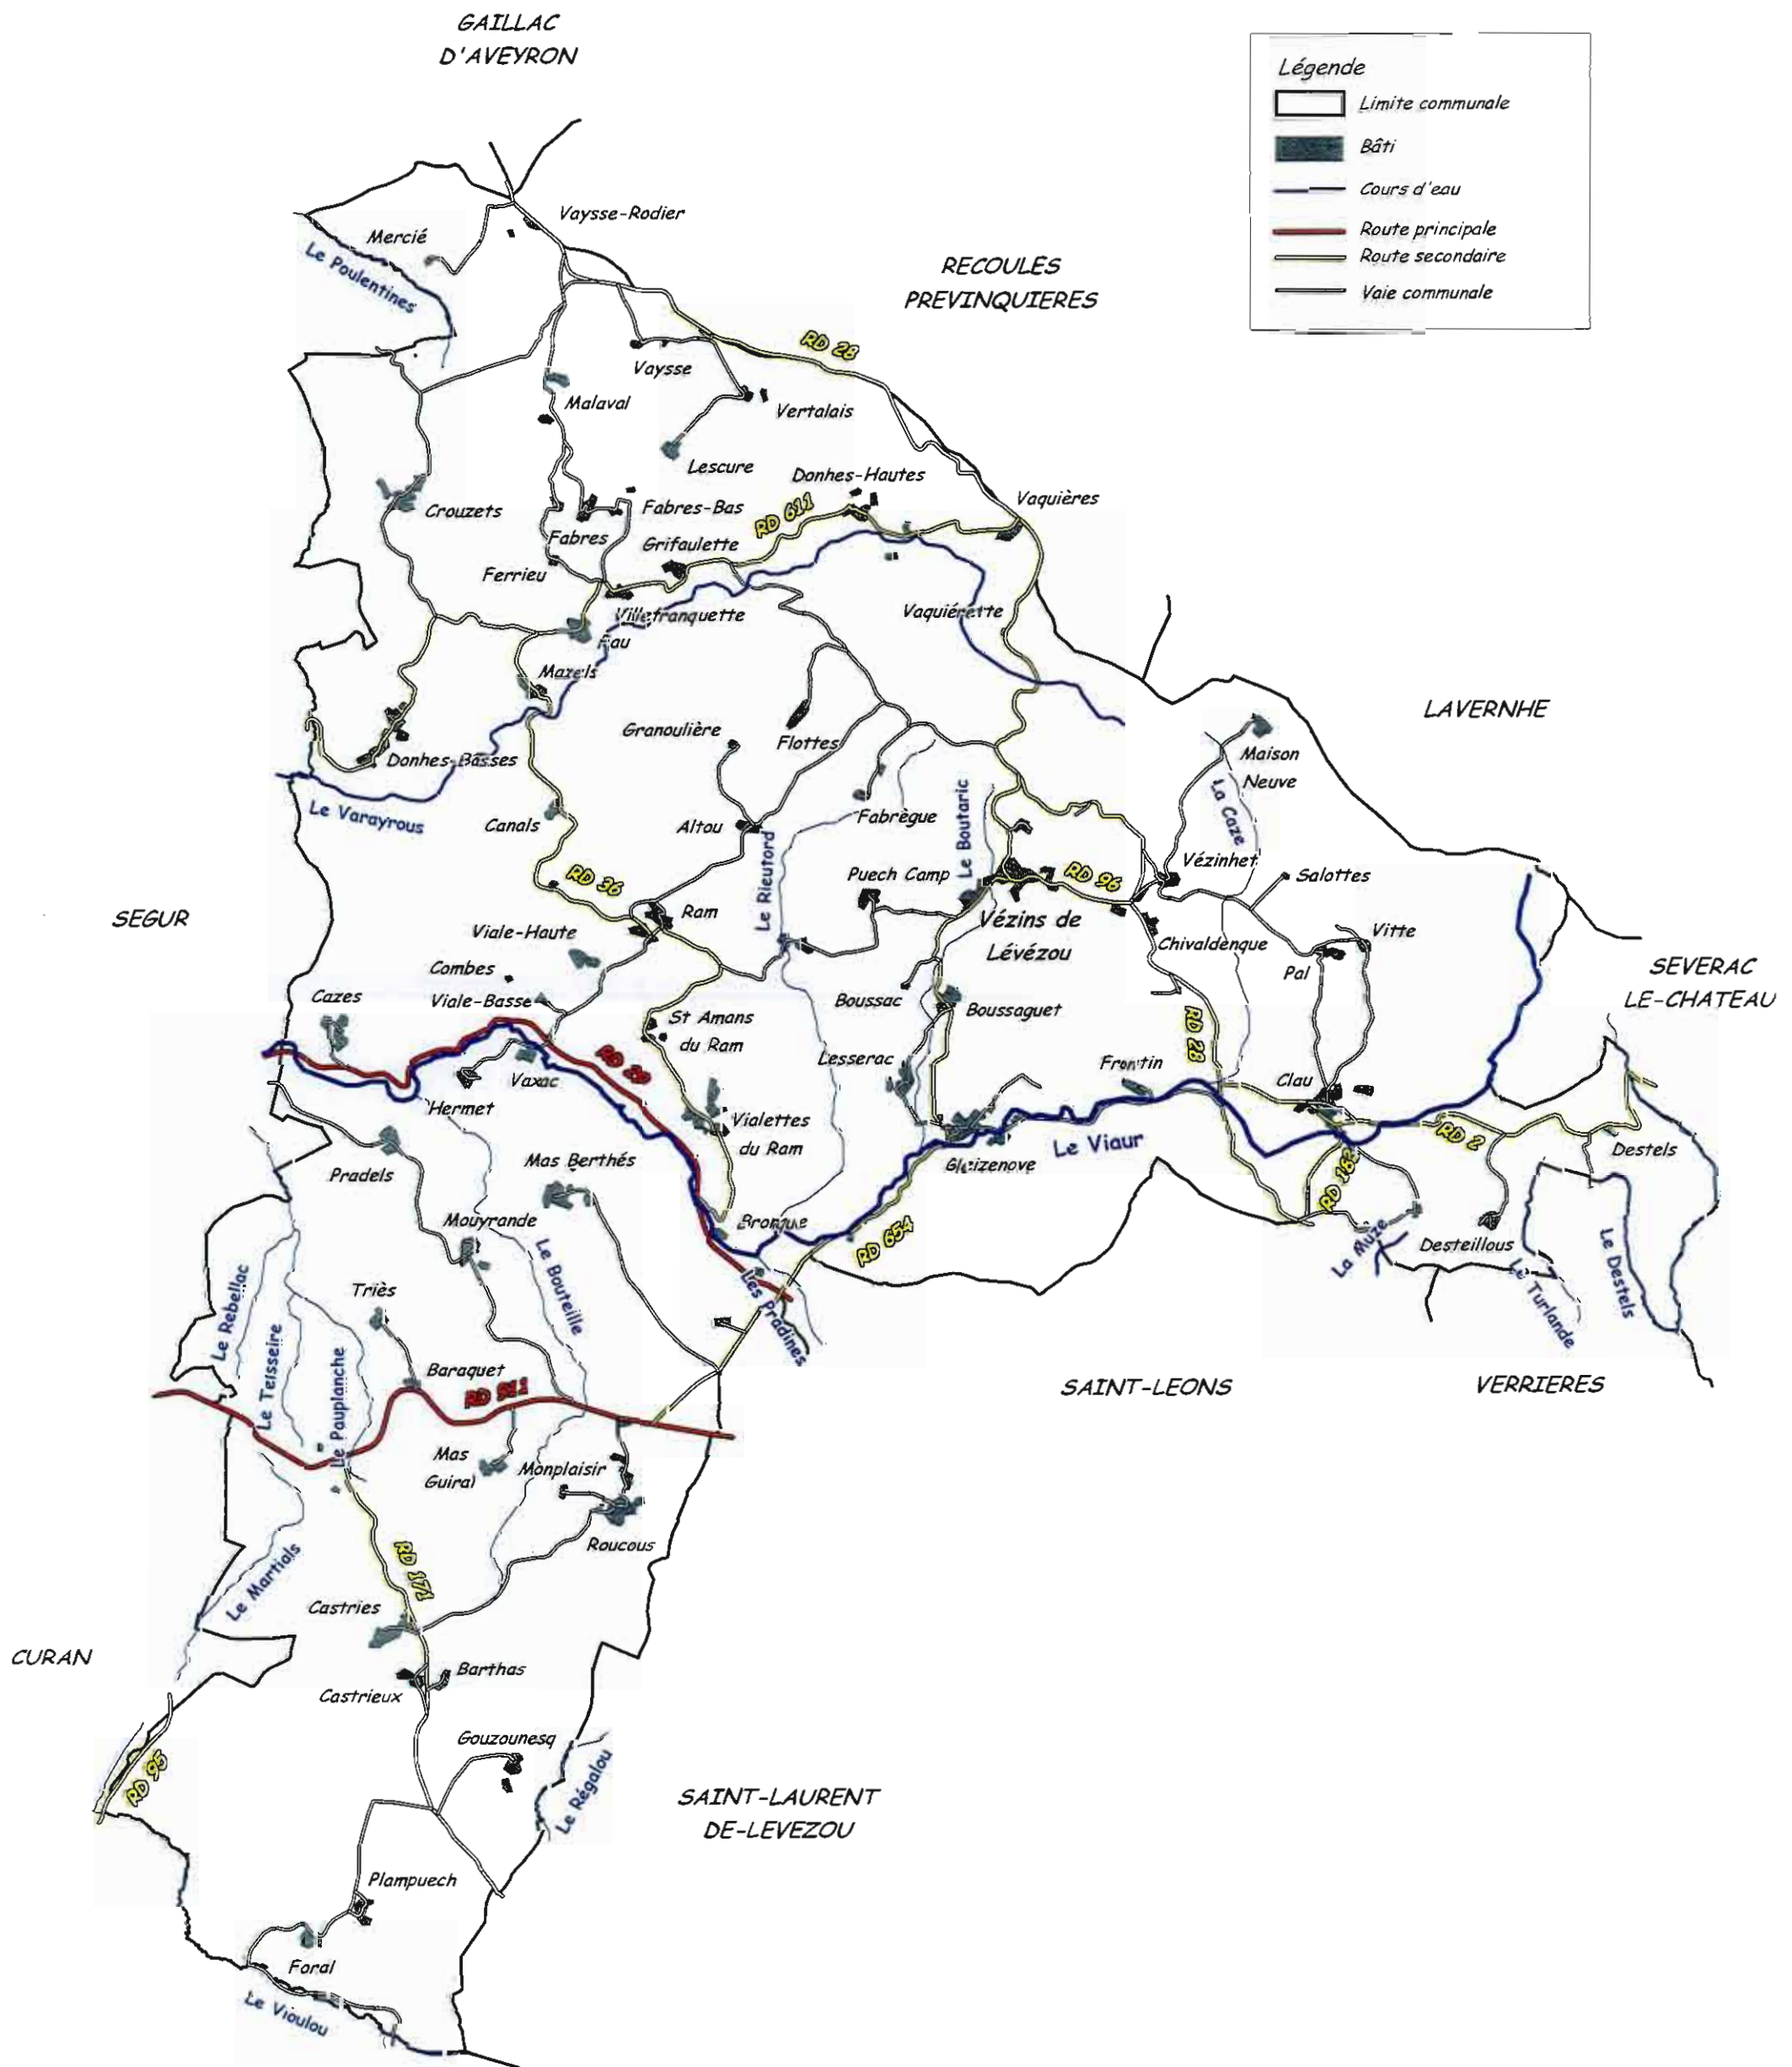 GAILLAC
D'AVEYRON
Légende
Limite communale
Bâti
Cours d'eau
Route principale
Route secondaire
Voie communale
Vaysse-Rodier
Mercié
Le Poulentines
RECOULES
PREVINQUIERES
RD 28
Vaysse
Malaval
Vertalais
Lescure
Donhes-Hautes
Vaquières
Crouzets
Fabres-Bas
RD 611
Fabres
Grifaulette
Ferrieu
Villefranquette
Vaquiérette
Rau
Mazels
LAVERNHE
Granoulière
Flottes
Maison
Neuve
Donhes-Basses
La Caze
Le Varayrous
Canals
Altou
Fabrègue
Le Boutaric
Le Rieutord
Vézinhet
Puech Camp
RD 96
Salottes
RD 36
SEGUR
Ram
Vézins de
Lévézou
Viale-Haute
Chivaldenque
Vitte
Pal
Combes
SEVERAC
LE-CHATEAU
Cazes
Viale-Basse
Boussac
Boussaguet
St Amans
du Ram
RD 28
RD 29
Lesserac
Frontin
Clau
Vaxac
Hermet
Vialettes
du Ram
Le Viaur
RD 2
Destels
Pradels
Mas Berthés
Gleizenove
RD 163
Mouyrande
Bromue
RD 654
La Muze
Desteillous
Le Bouteille
Le Destels
Le Turlande
Les Pradines
Le Rebellac
Triès
Le Teisseire
Le Pauplanche
Baraquet
RD 911
SAINT-LEONS
VERRIERES
Mas
Guiral
Monplaisir
Roucous
RD 171
Le Martials
Castries
CURAN
Barthas
Castrieux
Gouzounesq
RD 95
Le Régalou
SAINT-LAURENT
DE-LEVEZOU
Plampuech
Foral
Le Vioulou